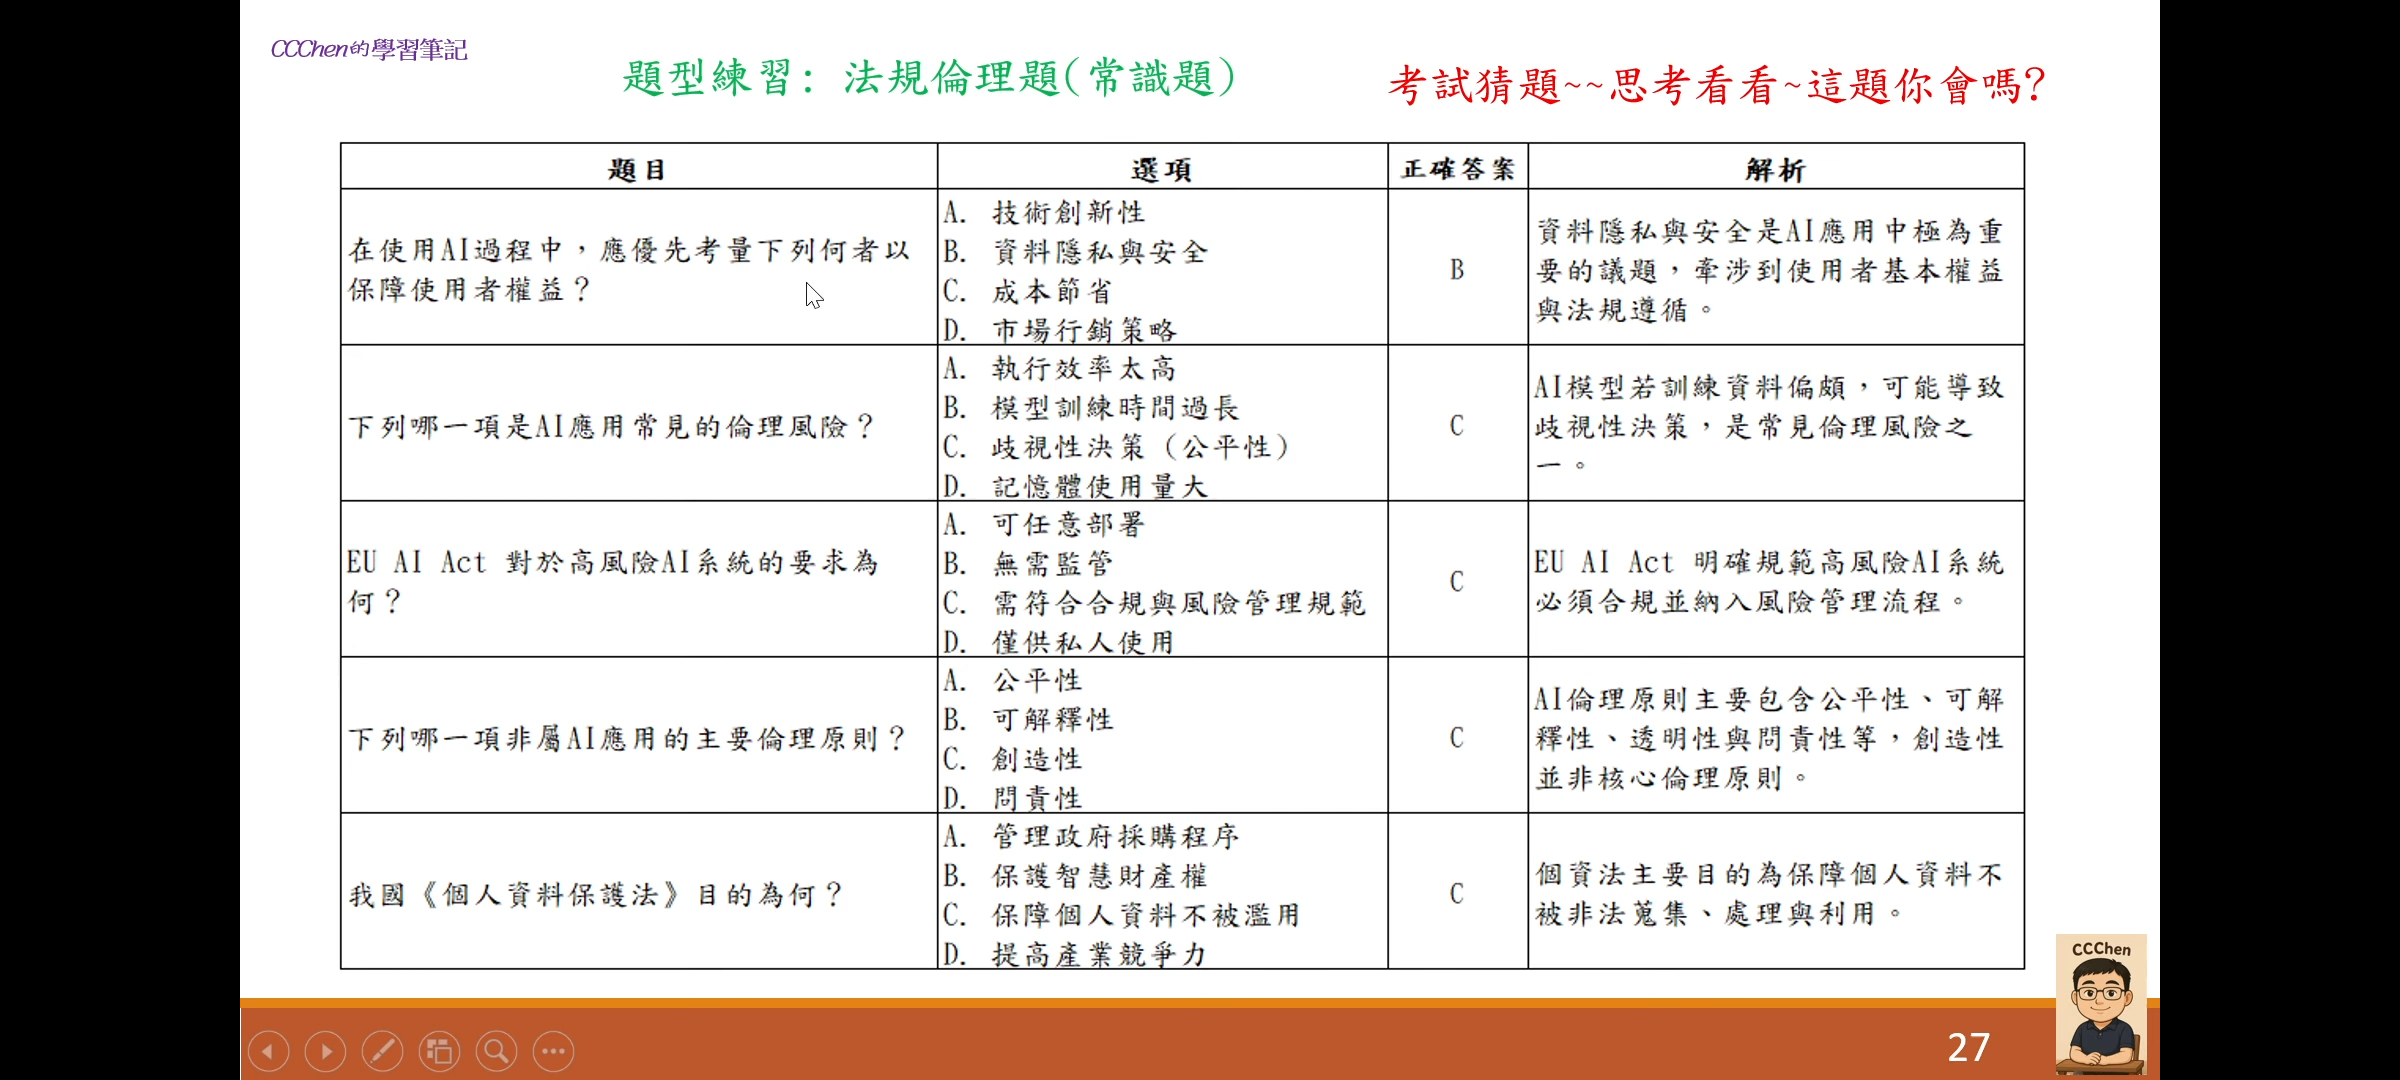 CCChen的學習筆記
題型練習: 法規倫理題(常識題)
考試猜題~~思考看看~這題你會嗎?
題目
選項
正確答案
解析
在使用AI過程中，應優先考量下列何者以
保障使用者權益？
A. 技術創新性
B. 資料隱私與安全
C. 成本節省
D. 市場行銷策略
B
資料隱私與安全是AI應用中極為重
要的議題，牽涉到使用者基本權益
與法規遵循。
下列哪一項是AI應用常見的倫理風險？
A. 執行效率太高
B. 模型訓練時間過長
C. 歧視性決策（公平性）
D. 記憶體使用量大
C
AI模型若訓練資料偏頗，可能導致
歧視性決策，是常見倫理風險之
一。
EU AI Act 對於高風險AI系統的要求為
何？
A. 可任意部署
B. 無需監管
C. 需符合合規與風險管理規範
D. 僅供私人使用
C
EU AI Act 明確規範高風險AI系統
必須合規並納入風險管理流程。
下列哪一項非屬AI應用的主要倫理原則？
A. 公平性
B. 可解釋性
C. 創造性
D. 問責性
C
AI倫理原則主要包含公平性、可解
釋性、透明性與問責性等，創造性
並非核心倫理原則。
我國《個人資料保護法》目的為何？
A. 管理政府採購程序
B. 保護智慧財產權
C. 保障個人資料不被濫用
D. 提高產業競爭力
C
個資法主要目的為保障個人資料不
被非法蒐集、處理與利用。
CCChen
27